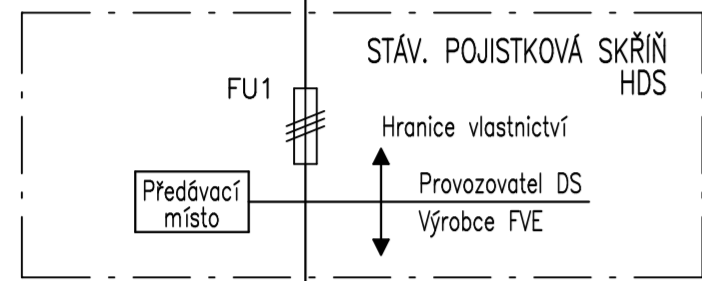 STÁV. POJISTKOVÁ SKŘÍŇ
HDS
FU1
Hranice vlastnictví
Předávací
místo
Provozovatel DS
Výrobce FVE